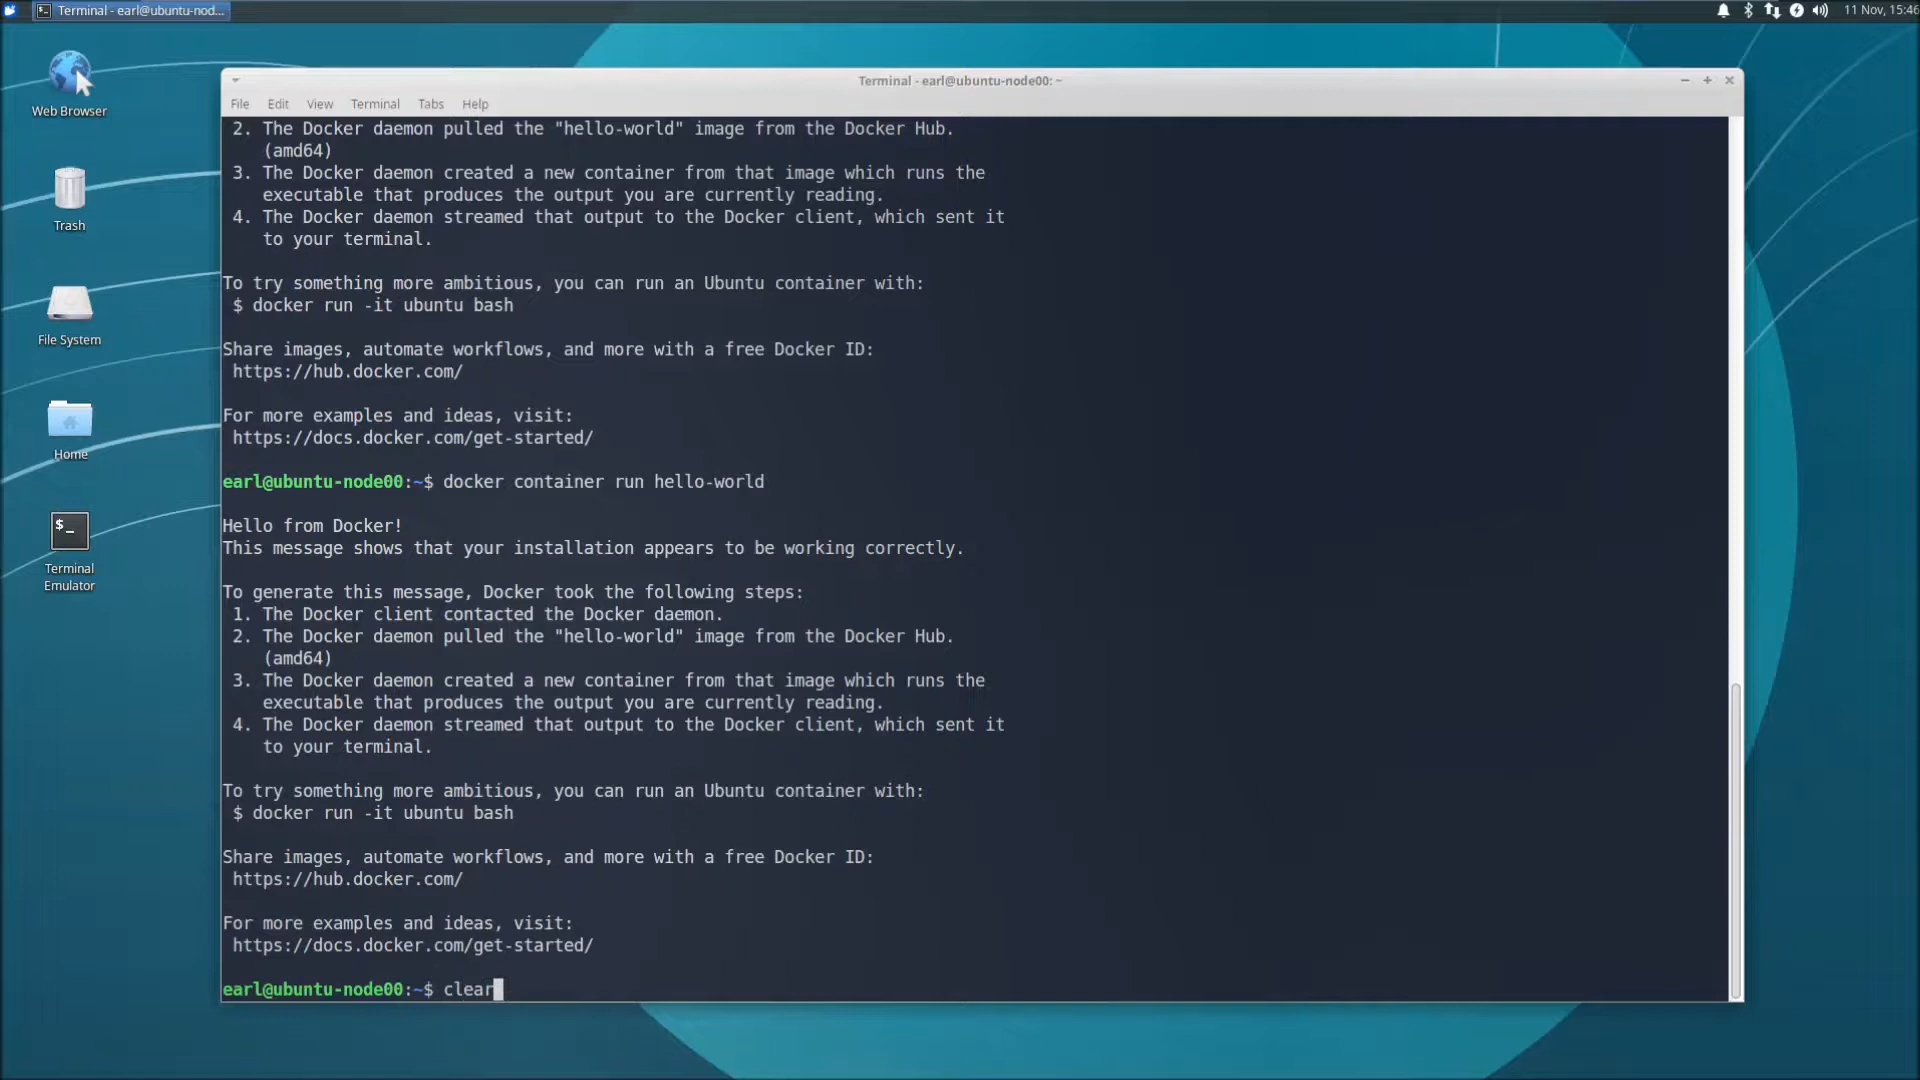 Terminal - earl@ubuntu-nod...
11 Nov, 15:46
Web Browser
Trash
File System
Home
Terminal
Emulator
Terminal - earl@ubuntu-node00: ~
File Edit View Terminal Tabs Help
2. The Docker daemon pulled the "hello-world" image from the Docker Hub.
(amd64)
3. The Docker daemon created a new container from that image which runs the
executable that produces the output you are currently reading.
4. The Docker daemon streamed that output to the Docker client, which sent it
to your terminal.
To try something more ambitious, you can run an Ubuntu container with:
$ docker run -it ubuntu bash
Share images, automate workflows, and more with a free Docker ID:
https://hub.docker.com/
For more examples and ideas, visit:
https://docs.docker.com/get-started/
earl@ubuntu-node00:~$ docker container run hello-world
Hello from Docker!
This message shows that your installation appears to be working correctly.
To generate this message, Docker took the following steps:
1. The Docker client contacted the Docker daemon.
2. The Docker daemon pulled the "hello-world" image from the Docker Hub.
(amd64)
3. The Docker daemon created a new container from that image which runs the
executable that produces the output you are currently reading.
4. The Docker daemon streamed that output to the Docker client, which sent it
to your terminal.
To try something more ambitious, you can run an Ubuntu container with:
$ docker run -it ubuntu bash
Share images, automate workflows, and more with a free Docker ID:
https://hub.docker.com/
For more examples and ideas, visit:
https://docs.docker.com/get-started/
earl@ubuntu-node00:~$ clear